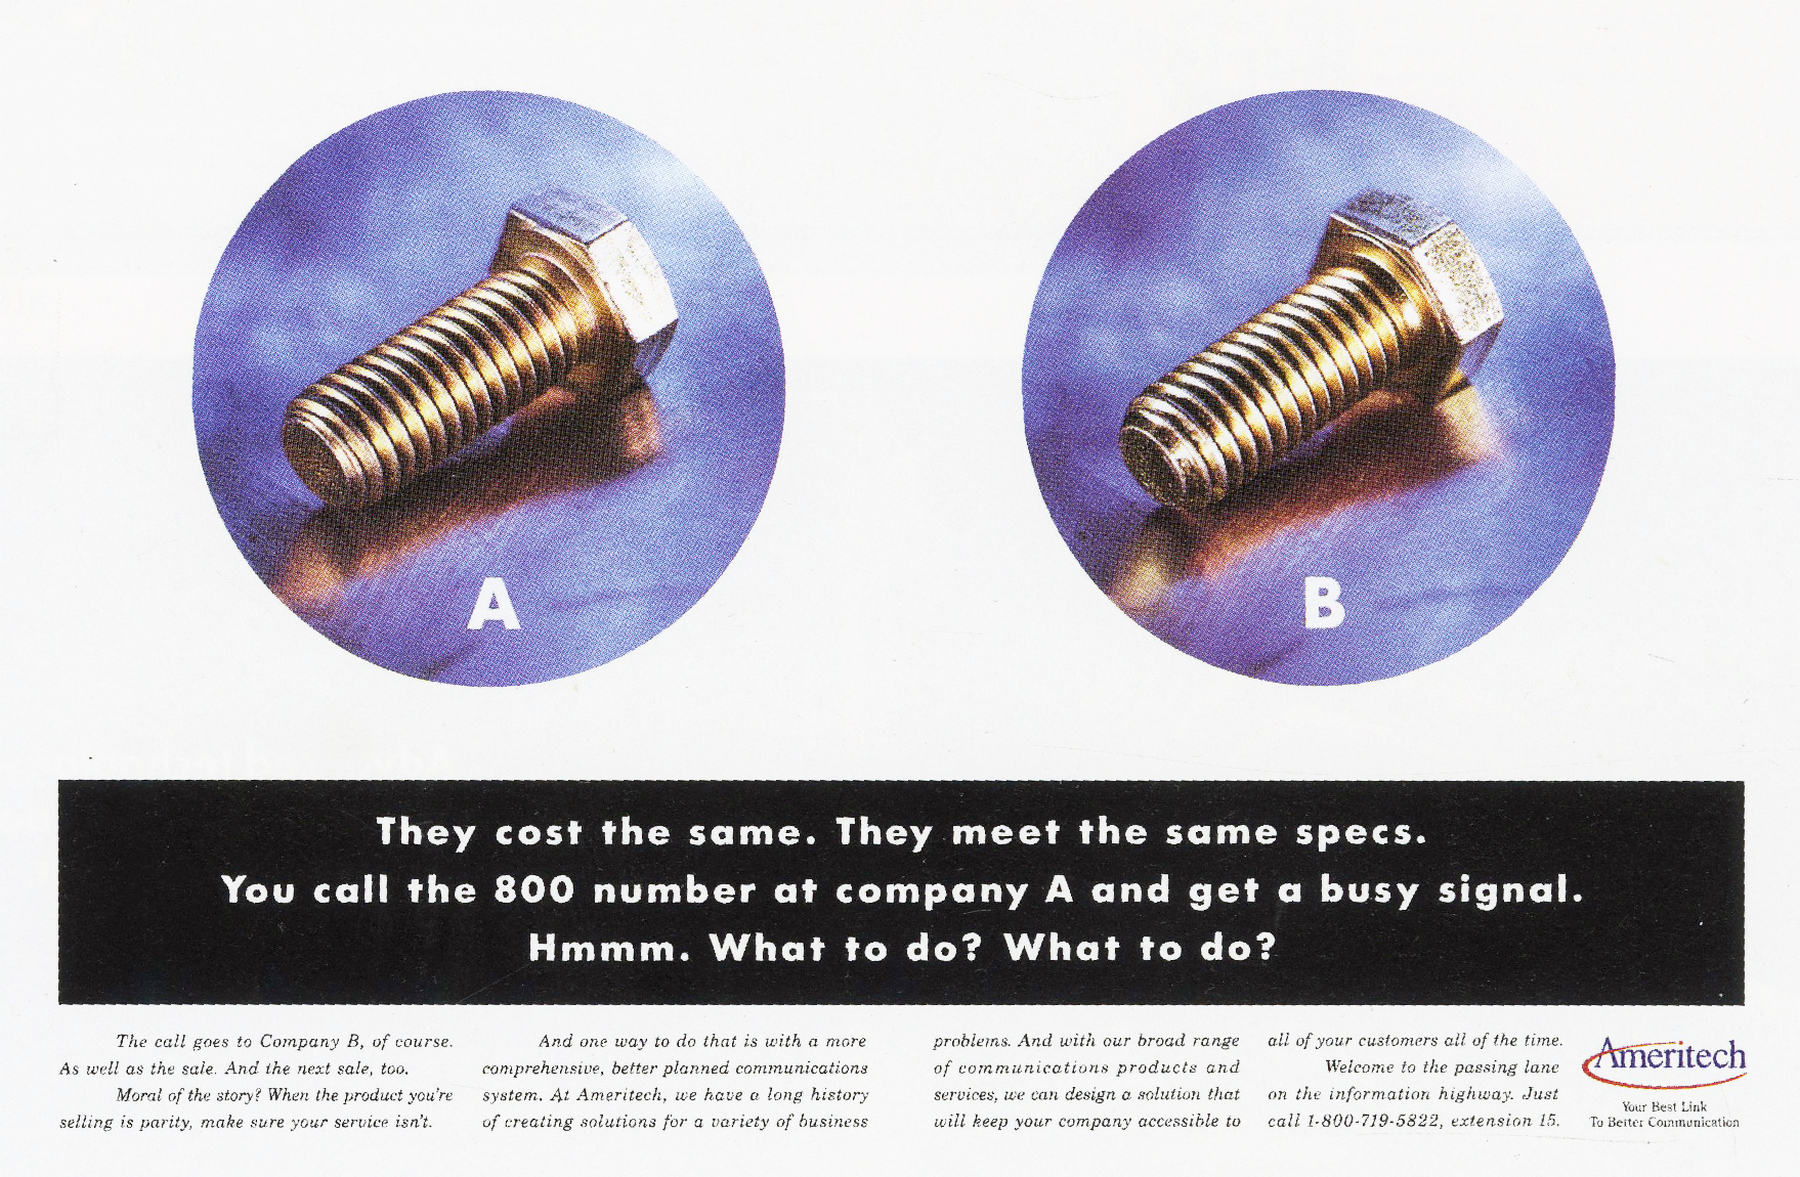 A
B
They cost the same. They meet the same specs.
You call the 800 number at company A and get a busy signal.
Hmmm. What to do? What to do?
The call goes to Company B, of course.
As well as the sale. And the next sale, too.
Moral of the story? When the product you're
selling is parity, make sure your service isn't.
And one way to do that is with a more
comprehensive, better planned communications
system. At Ameritech, we have a long history
of creating solutions for a variety of business
problems. And with our broad range
of communications products and
services, we can design a solution that
will keep your company accessible to
all of your customers all of the time.
Welcome to the passing lane
on the information highway. Just
call 1-800-719-5822, extension 15.
Ameritech
Your Best Link
To Better Communication